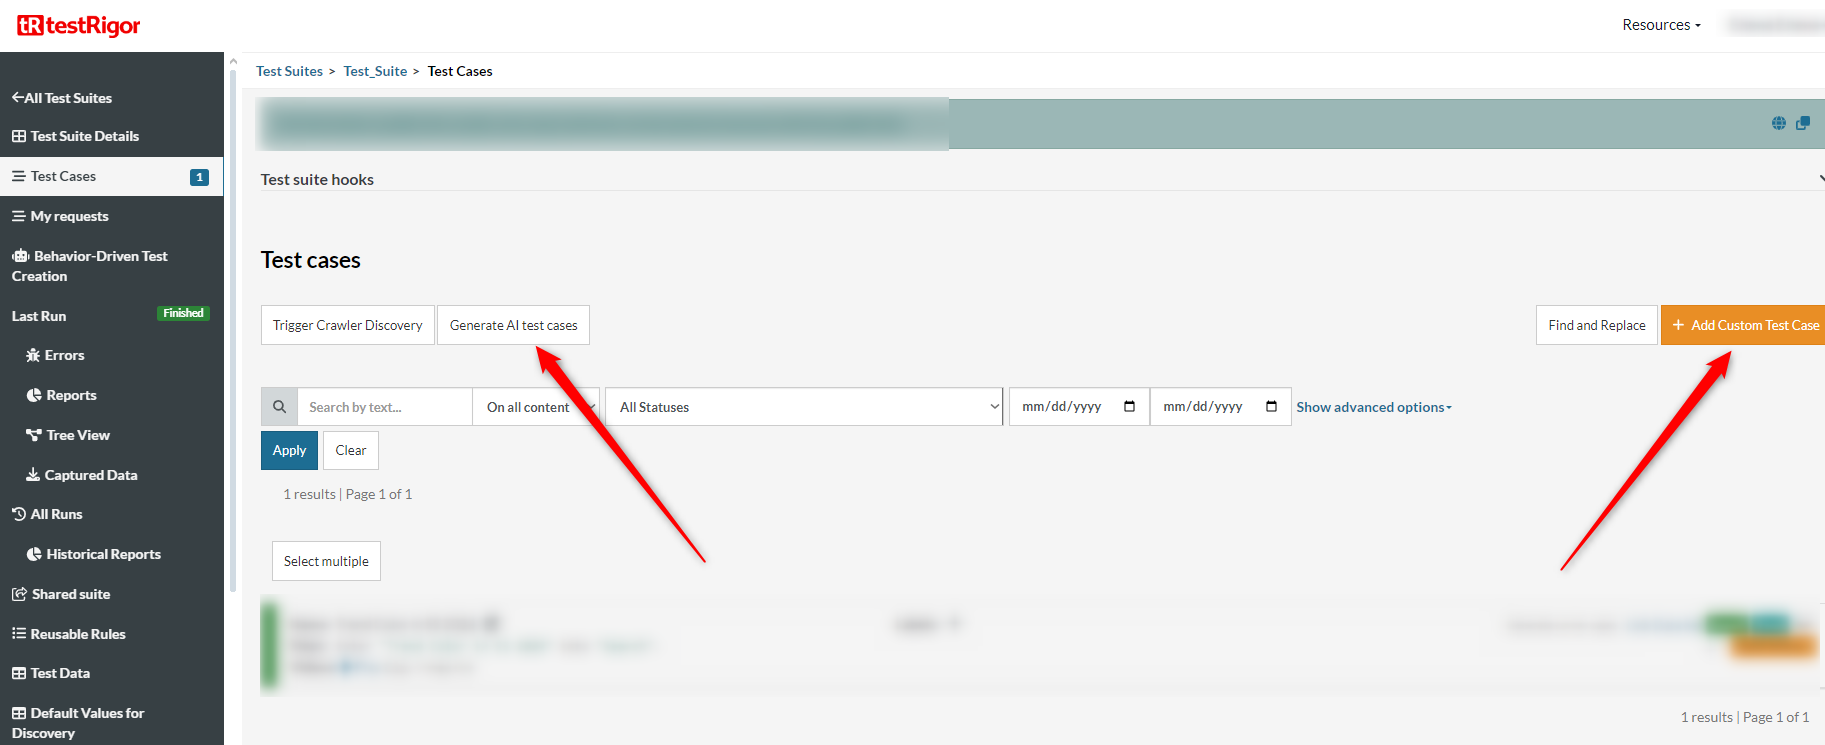 tR testRigor
Resources
All Test Suites
Test Suite Details
Test Cases 1
My requests
Behavior-Driven Test
Creation
Last Run Finished
Errors
Reports
Tree View
Captured Data
All Runs
Historical Reports
Shared suite
Reusable Rules
Test Data
Default Values for
Discovery
Test Suites > Test_Suite > Test Cases
Test suite hooks
Test cases
Trigger Crawler Discovery Generate AI test cases Find and Replace + Add Custom Test Case
Search by text... On all content All Statuses mm/dd/yyyy mm/dd/yyyy Show advanced options
Apply Clear
1 results | Page 1 of 1
Select multiple
1 results | Page 1 of 1